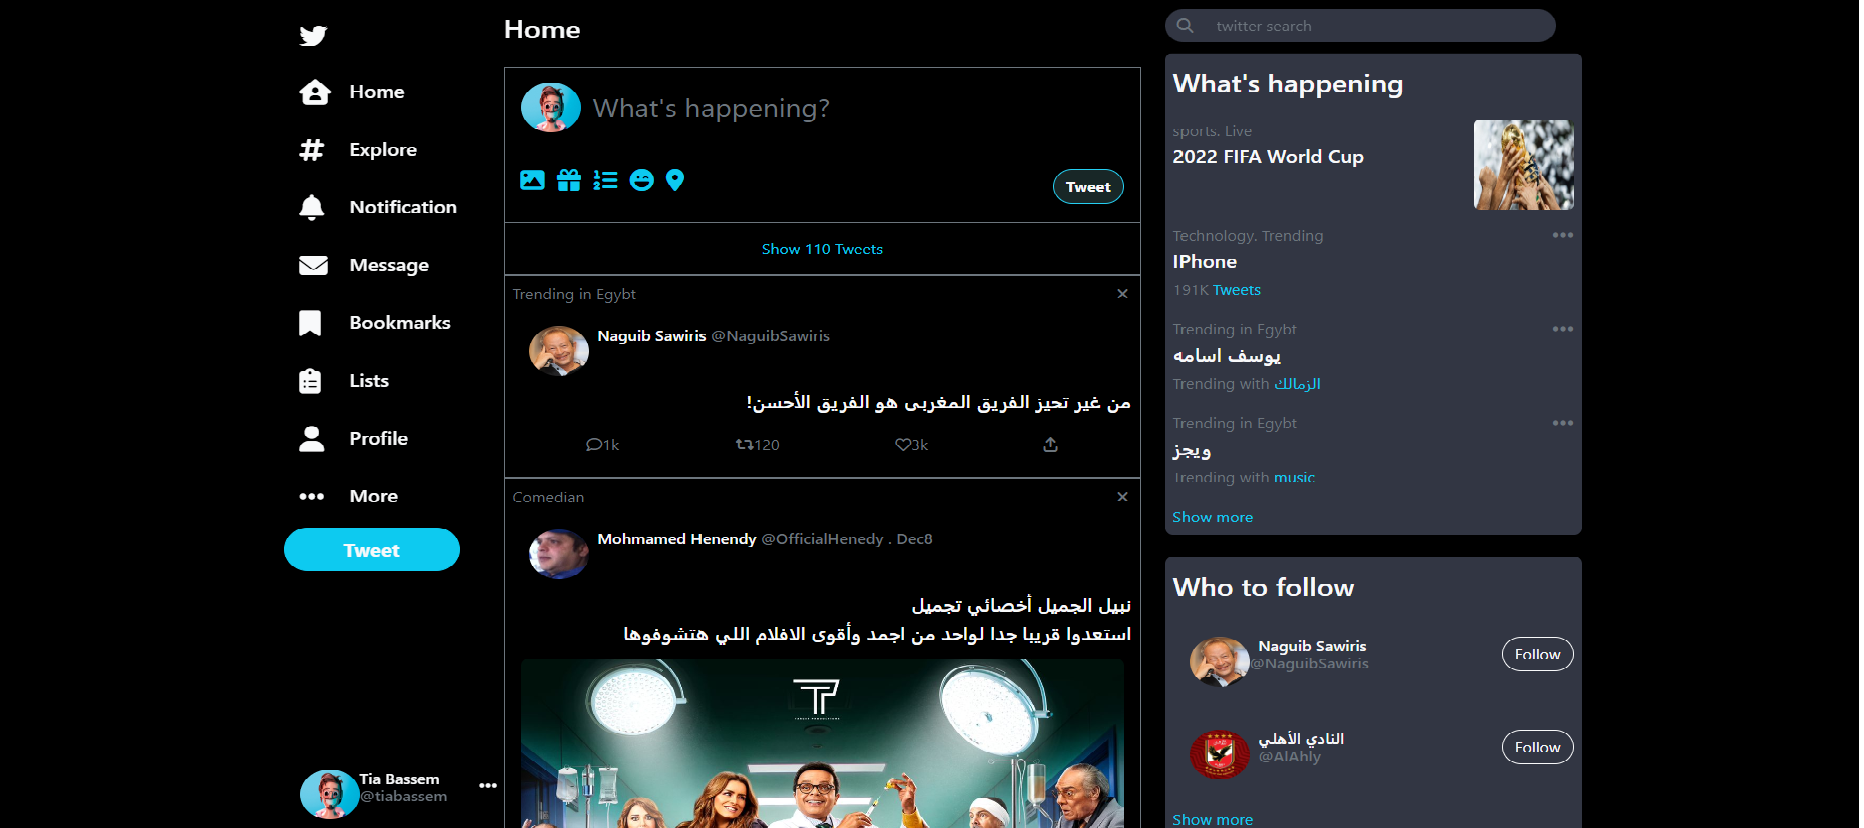 Home
Explore
Notification
Message
Bookmarks
Lists
Profile
More
Tweet
Tia Bassem
@tiabassem
Home
What's happening?
Tweet
Show 110 Tweets
Trending in Egybt
Naguib Sawiris @NaguibSawiris
من غير تحيز الفريق المغربى هو الفريق الأحسن!
1k
120
3k
Comedian
Mohmamed Henendy @OfficialHenedy . Dec8
نبيل الجميل أخصائي تجميل
استعدوا قريبا جدا لواحد من اجمد وأقوى الافلام اللي هتشوفوها
twitter search
What's happening
sports. Live
2022 FIFA World Cup
Technology. Trending
IPhone
191K Tweets
Trending in Egybt
يوسف اسامه
Trending with الزمالك
Trending in Egybt
ويجز
Trending with music
Show more
Who to follow
Naguib Sawiris
@NaguibSawiris
Follow
النادي الأهلي
@AlAhly
Follow
Show more